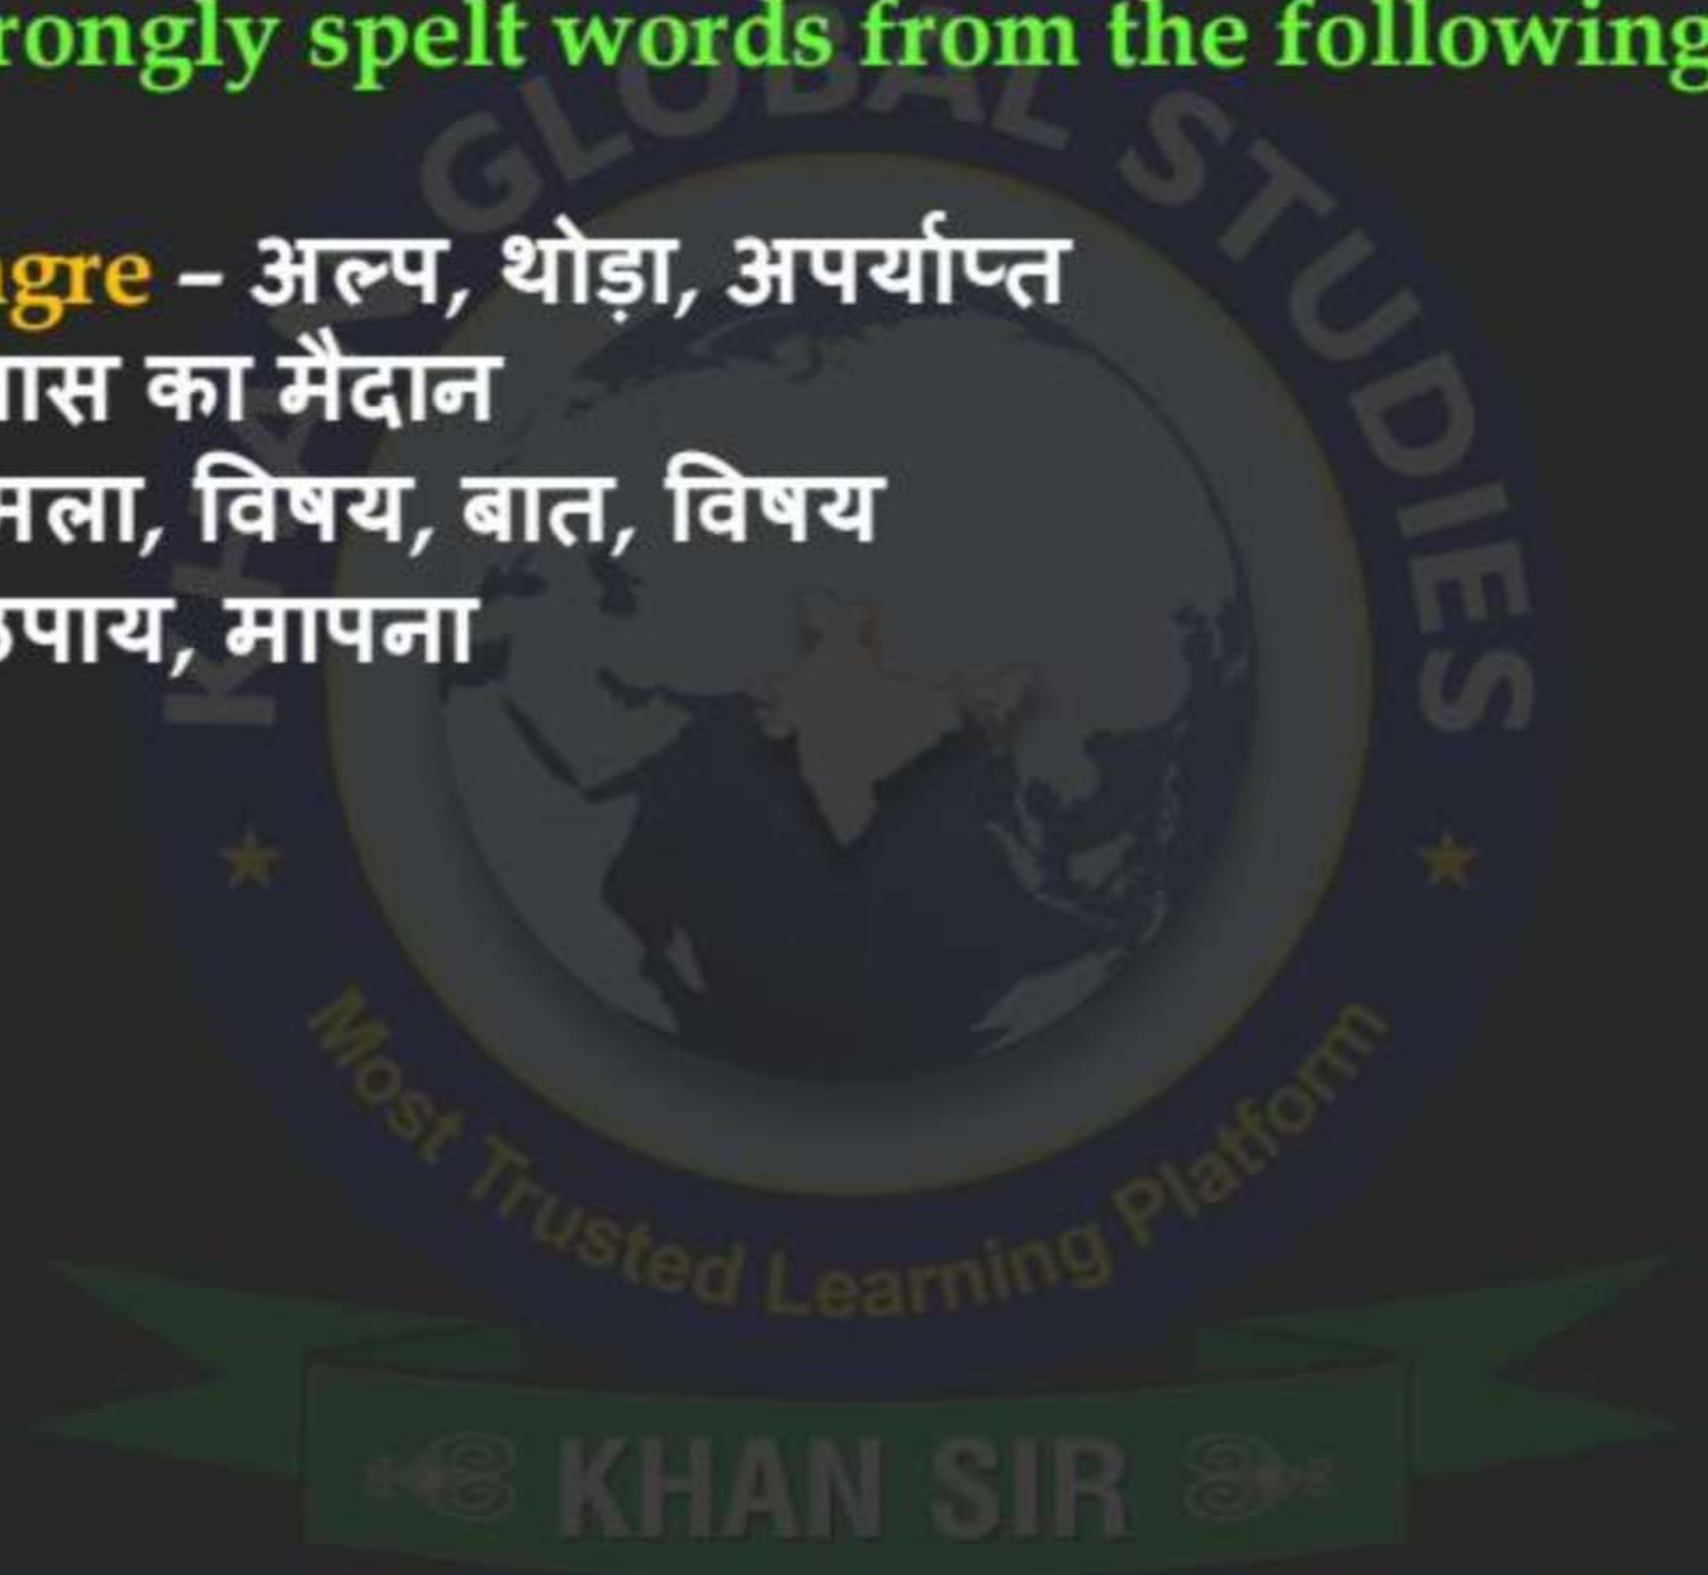 rongly spelt words from the following
gre – अल्प, थोड़ा, अपर्याप्त
ास का मैदान
मला, विषय, बात, विषय
पाय, मापना
KHAN GLOBAL STUDIES
Most Trusted Learning Platform
KHAN SIR